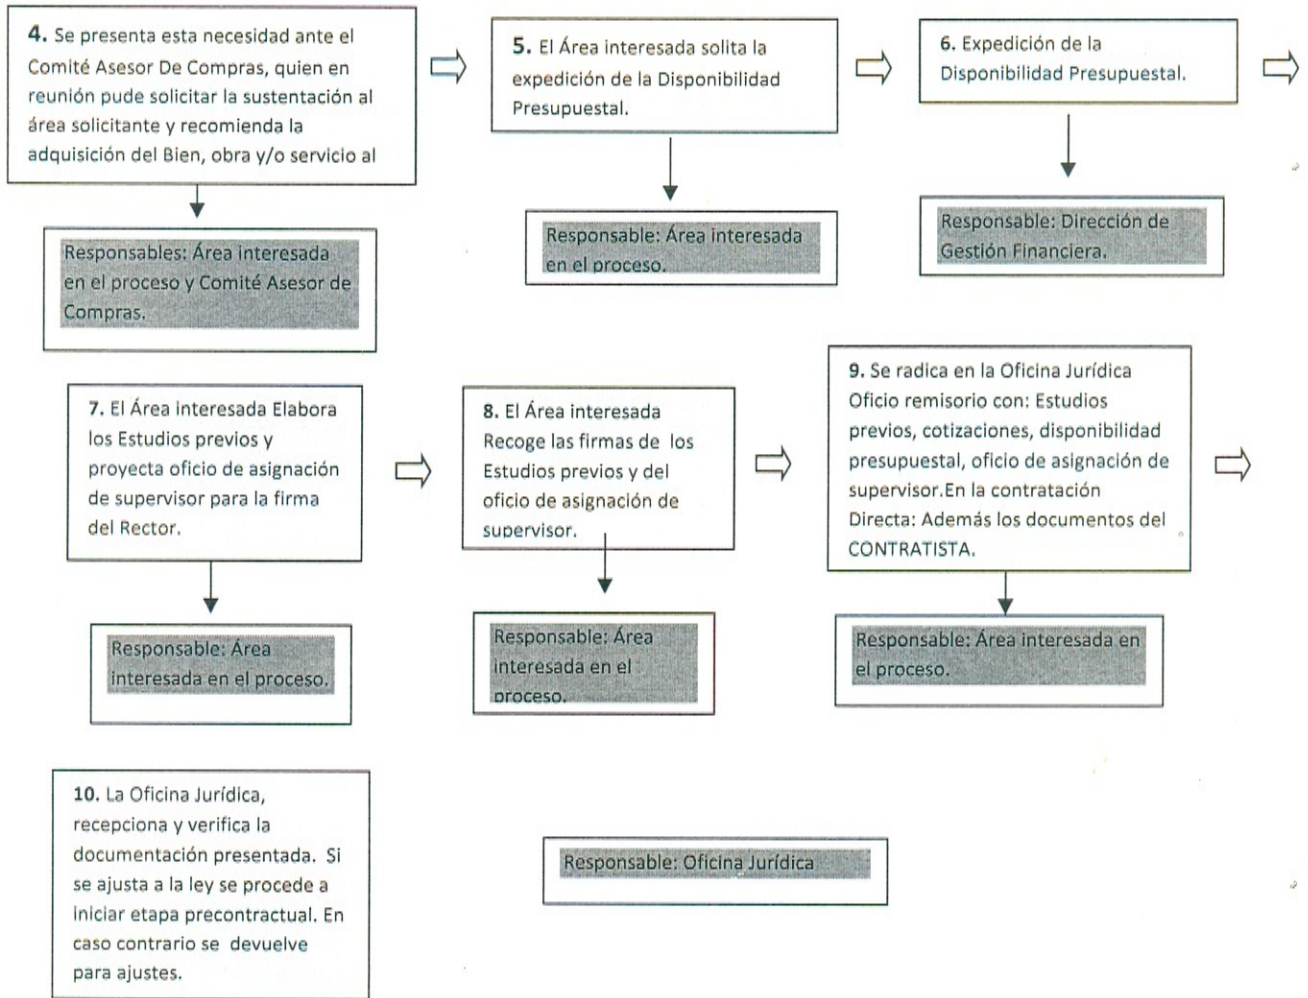 4. Se presenta esta necesidad ante el
Comité Asesor De Compras, quien en
reunión pude solicitar la sustentación al
área solicitante y recomienda la
adquisición del Bien, obra y/o servicio al
Responsables: Área interesada
en el proceso y Comité Asesor de
Compras.
5. El Área interesada solita la
expedición de la Disponibilidad
Presupuestal.
Responsable: Área interesada
en el proceso.
6. Expedición de la
Disponibilidad Presupuestal.
Responsable: Dirección de
Gestión Financiera.
7. El Área interesada Elabora
los Estudios previos y
proyecta oficio de asignación
de supervisor para la firma
del Rector.
Responsable: Área
interesada en el proceso.
8. El Área interesada
Recoge las firmas de los
Estudios previos y del
oficio de asignación de
supervisor.
Responsable: Área
interesada en el
proceso.
9. Se radica en la Oficina Jurídica
Oficio remisorio con: Estudios
previos, cotizaciones, disponibilidad
presupuestal, oficio de asignación de
supervisor.En la contratación
Directa: Además los documentos del
CONTRATISTA.
Responsable: Área interesada en
el proceso.
10. La Oficina Jurídica,
recepciona y verifica la
documentación presentada. Si
se ajusta a la ley se procede a
iniciar etapa precontractual. En
caso contrario se devuelve
para ajustes.
Responsable: Oficina Jurídica